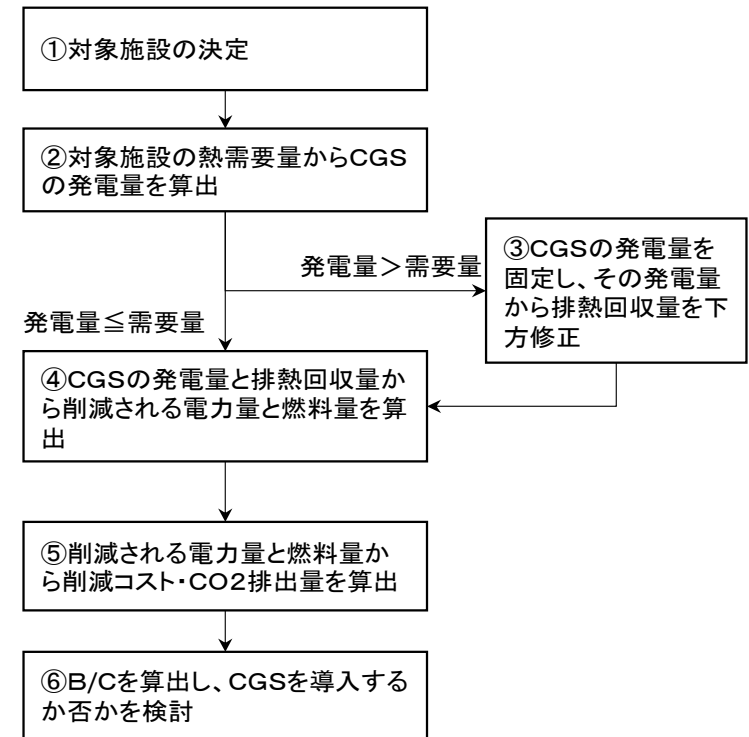 ①対象施設の決定
②対象施設の熱需要量からCGS
の発電量を算出
発電量＞需要量
③CGSの発電量を
固定し、その発電量
から排熱回収量を下
方修正
発電量≦需要量
④CGSの発電量と排熱回収量か
ら削減される電力量と燃料量を算
出
⑤削減される電力量と燃料量か
ら削減コスト・CO2排出量を算出
⑥B/Cを算出し、CGSを導入する
か否かを検討